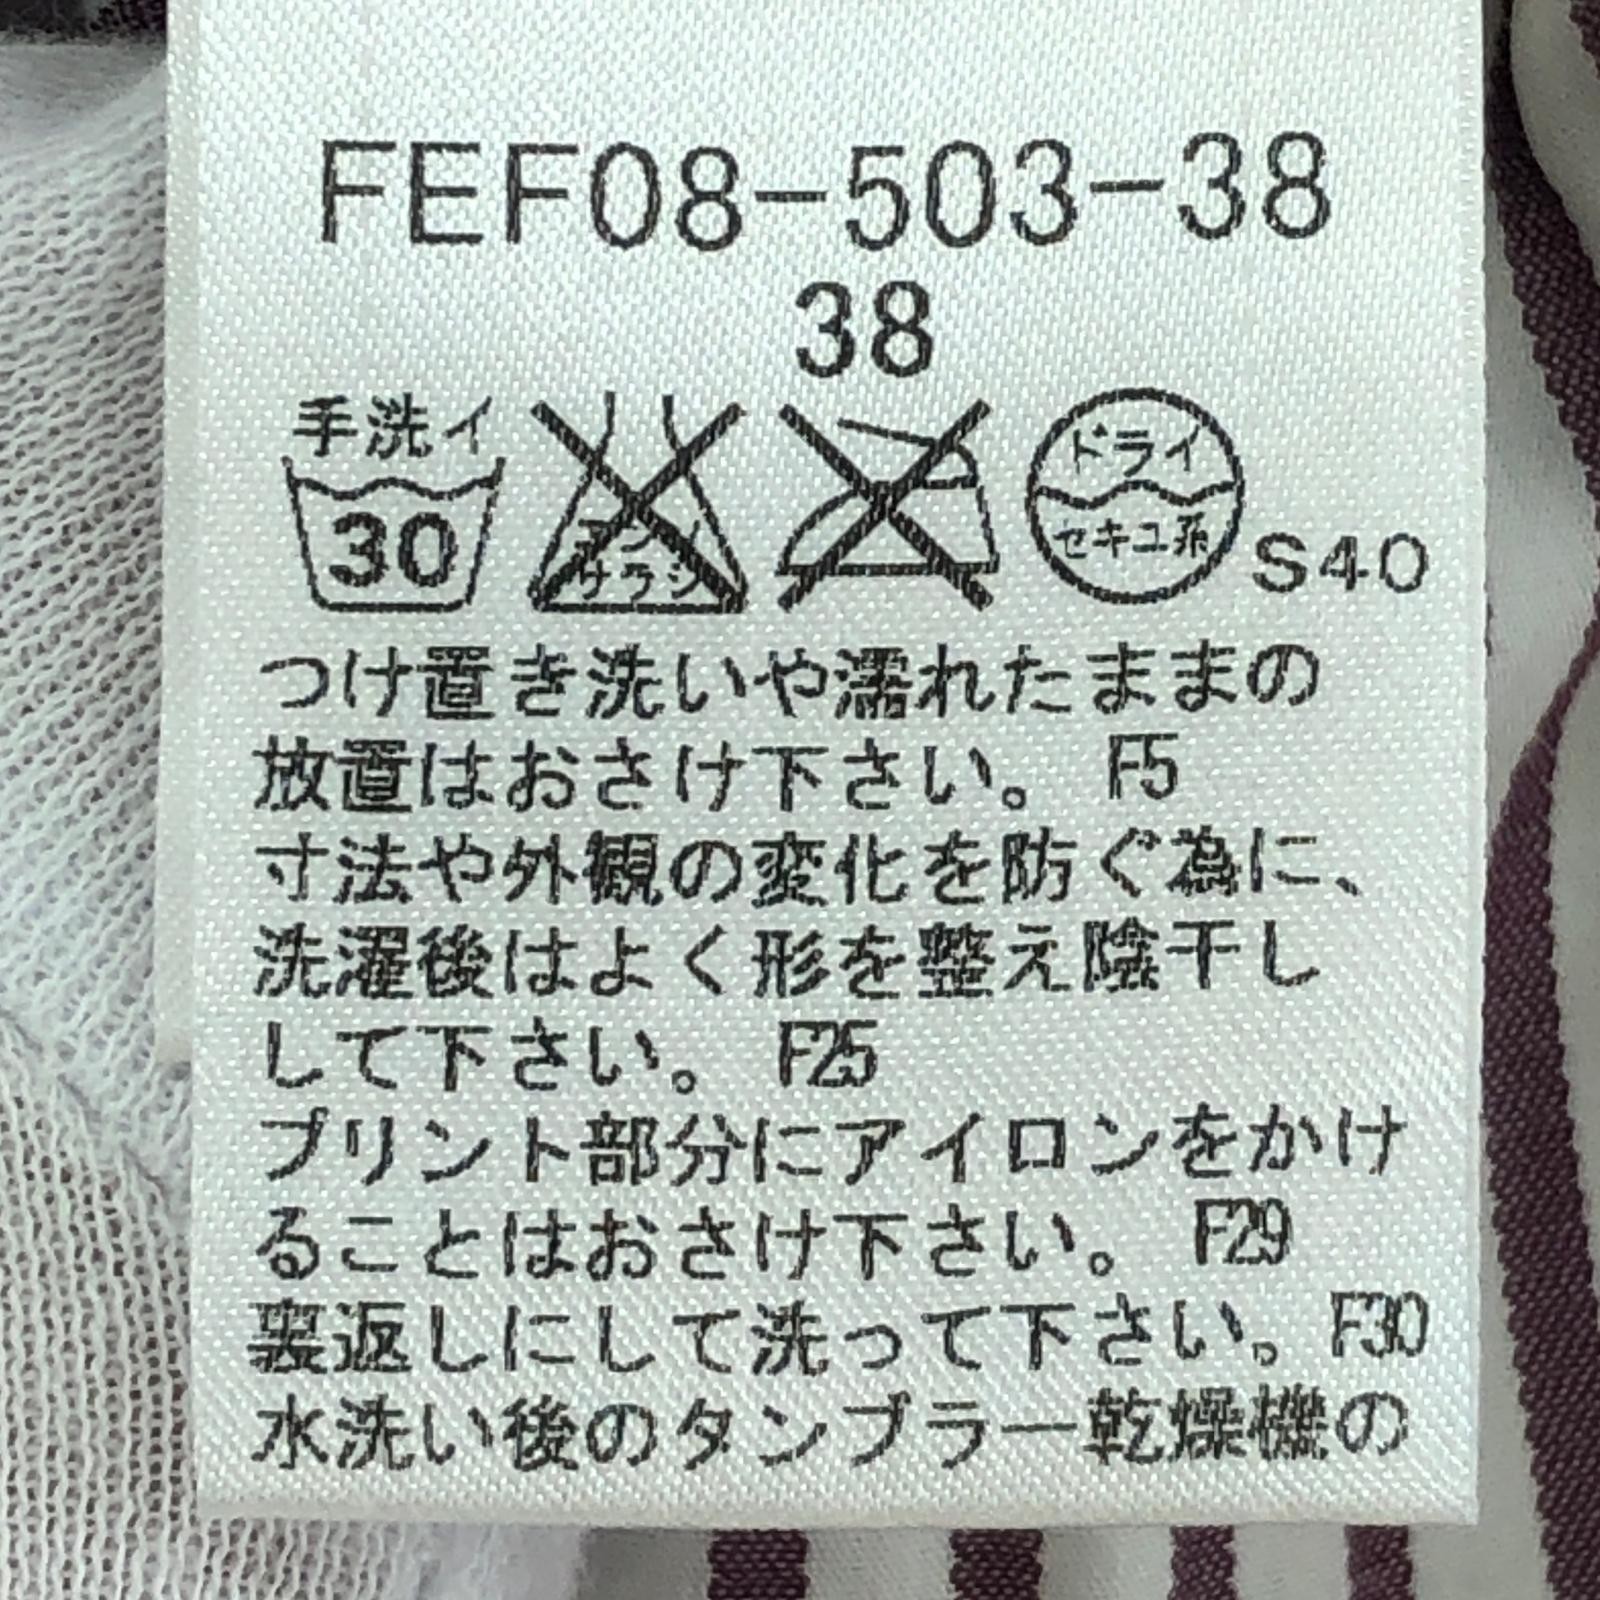 FEF08-503-38
38
手洗イ
30
エンソ
サラシ
ドライ
セキユ系
S40
つけ置き洗いや濡れたままの
放置はおさけ下さい。 F5
寸法や外観の変化を防ぐ為に、
洗濯後はよく形を整え陰干し
して下さい。 F25
プリント部分にアイロンをかけ
ることはおさけ下さい。 F29
裏返しにして洗って下さい。F30
水洗い後のタンブラー乾燥機の